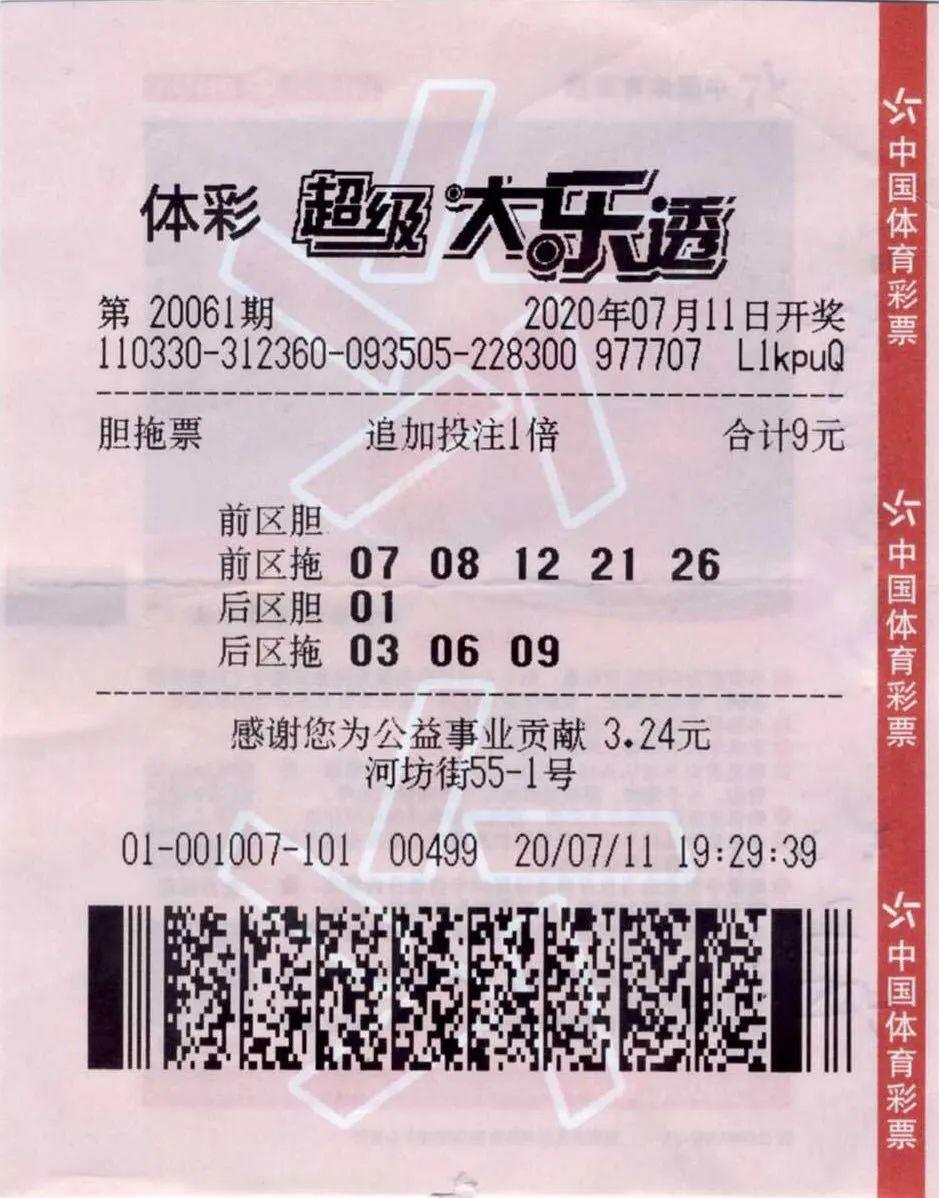 体彩 超级大乐透
第 20061期 2020年07月11日开奖
110330-312360-093505-228300 977707 L1kpuQ
胆拖票 追加投注1倍 合计9元
前区胆
前区拖 07 08 12 21 26
后区胆 01
后区拖 03 06 09
感谢您为公益事业贡献 3.24元
河坊街55-1号
01-001007-101 00499 20/07/11 19:29:39
中国体育彩票
中国体育彩票
中国体育彩票